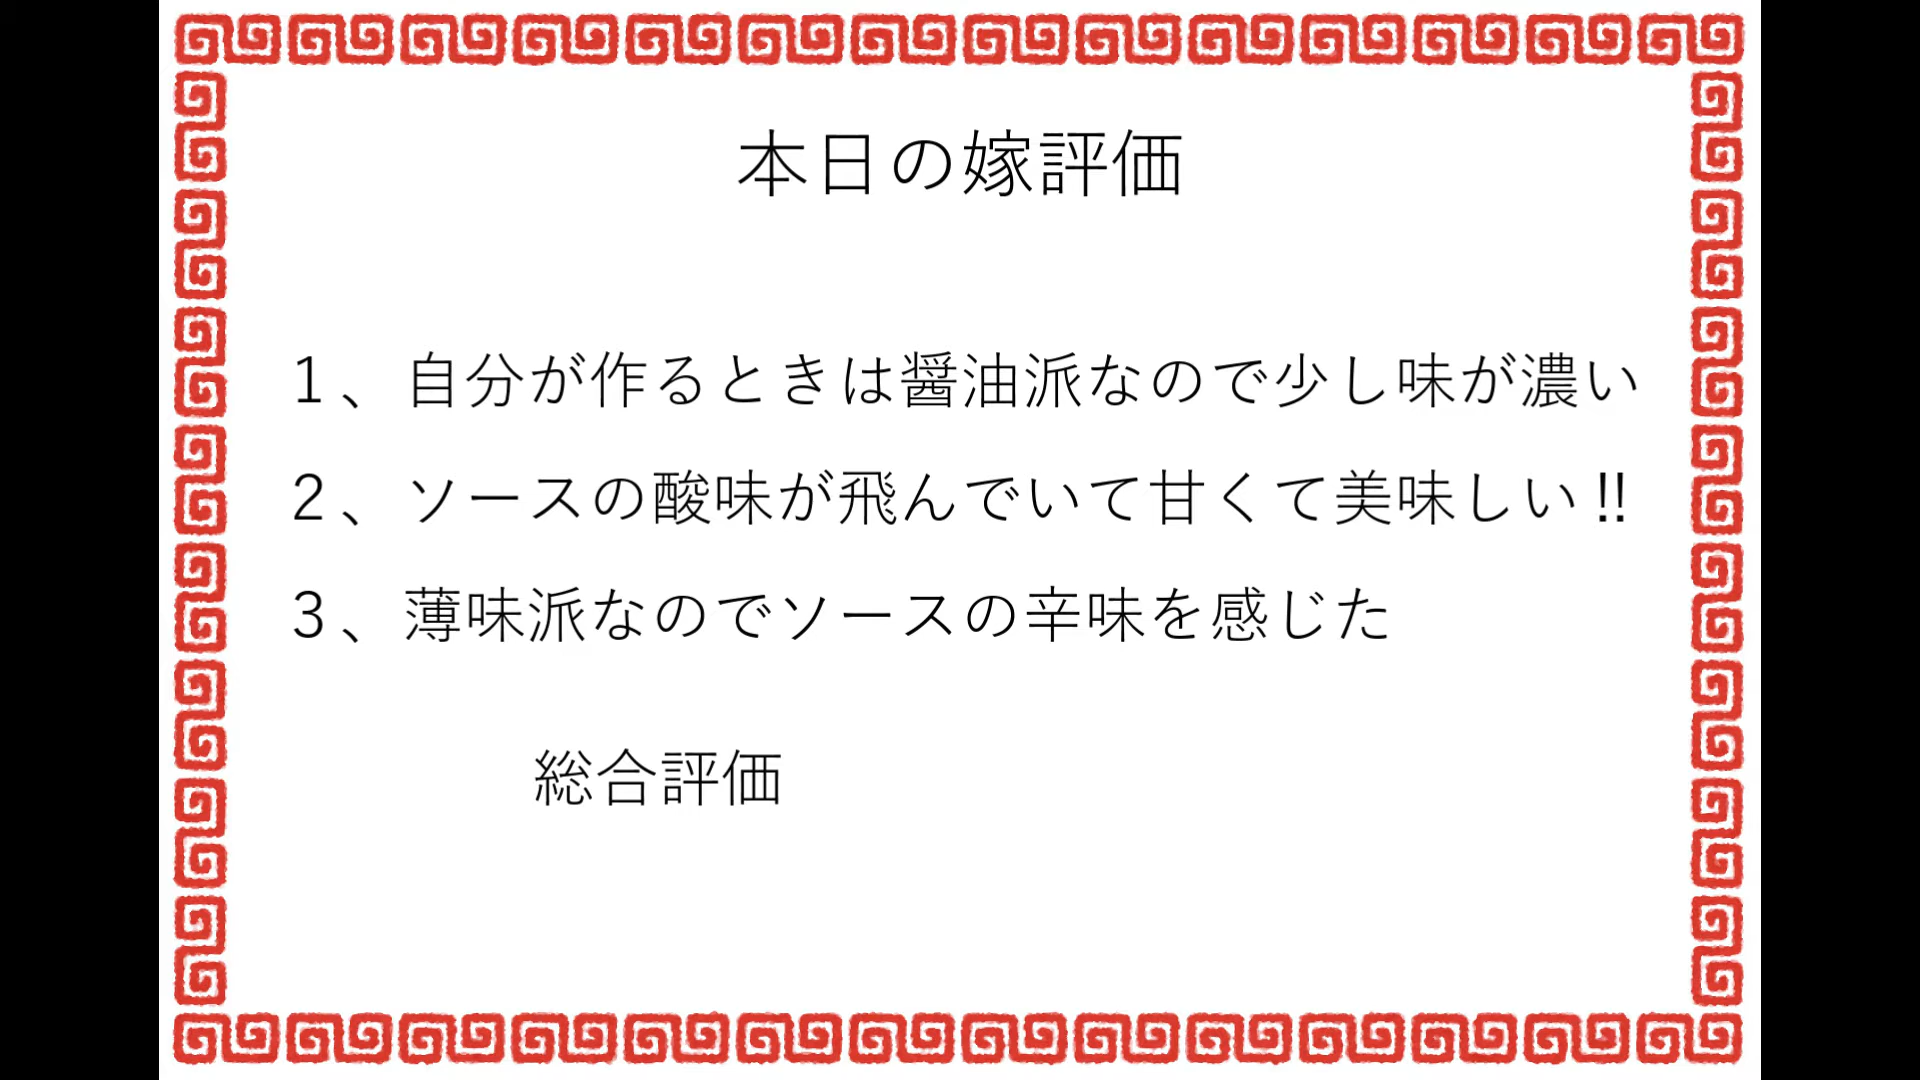 本日の嫁評価
１、自分が作るときは醤油派なので少し味が濃い
２、ソースの酸味が飛んでいて甘くて美味しい‼
３、薄味派なのでソースの辛味を感じた
総合評価